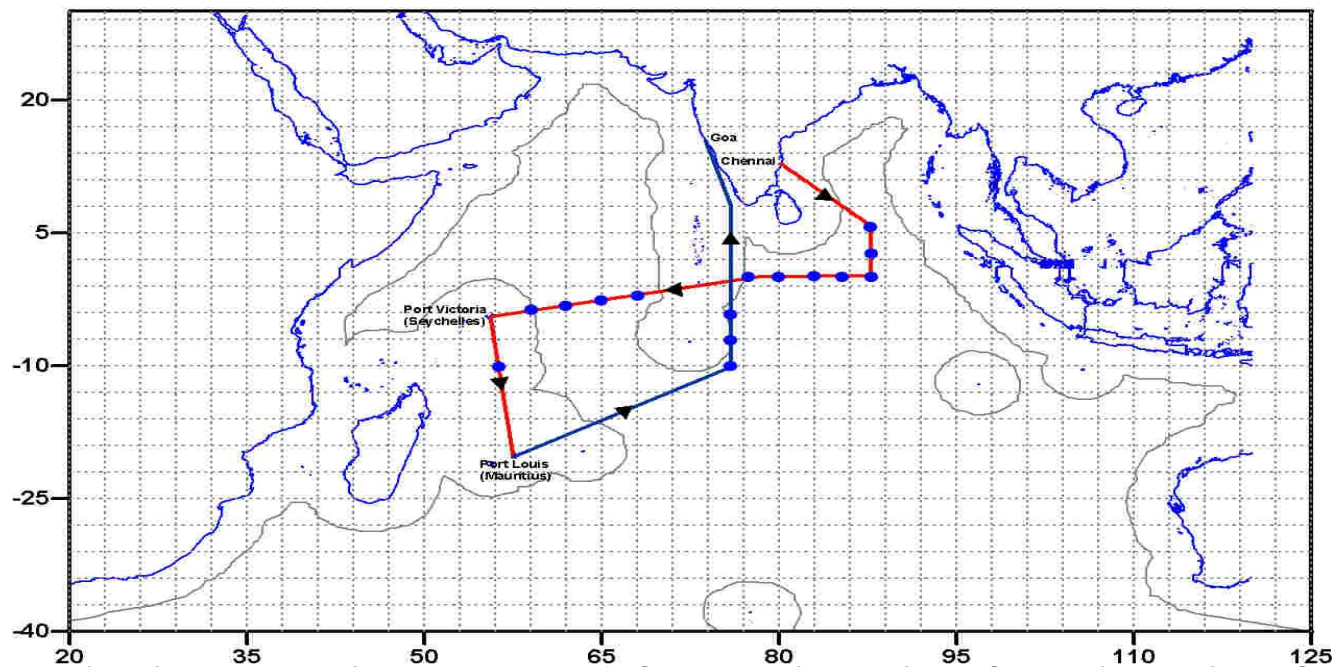 20
Goa
Chennai
5
Port Victoria
(Seychelles)
-10
Port Louis
(Mauritius)
-25
-40
20 35 50 65 80 95 110 125